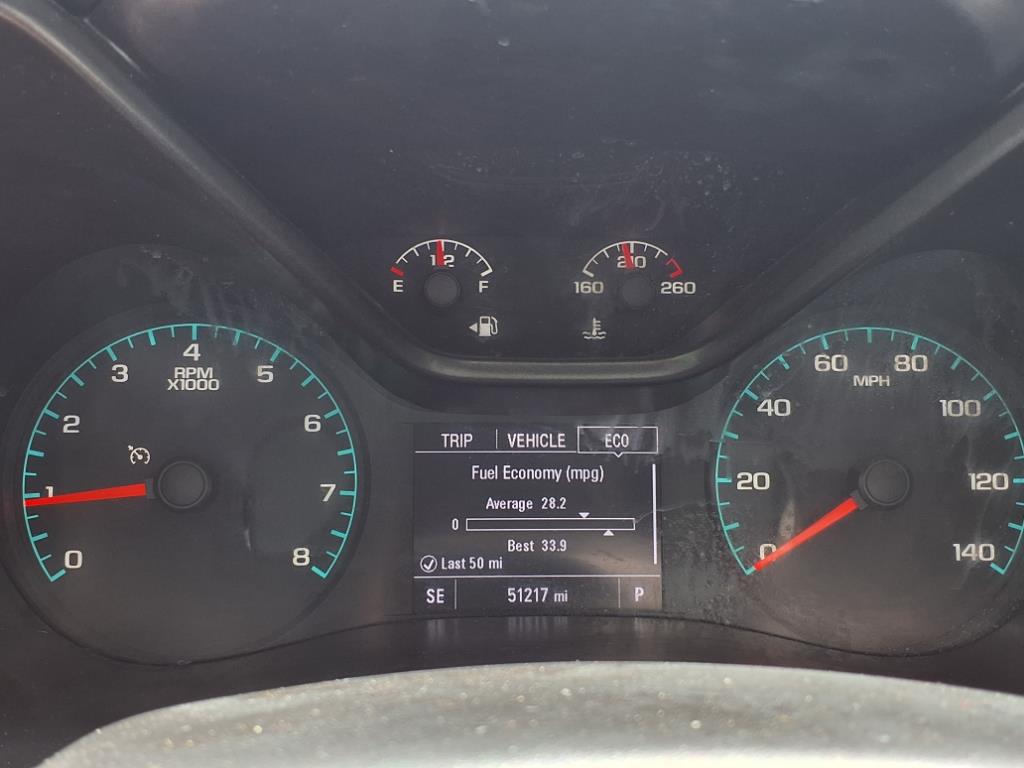 1/2
E F
210
160 260
0 1 2 3 4 5 6 7 8
RPM
X1000
TRIP VEHICLE ECO
Fuel Economy (mpg)
Average 28.2
0
Best 33.9
Last 50 mi
SE 51217 mi P
0 20 40 60 80 100 120 140
MPH